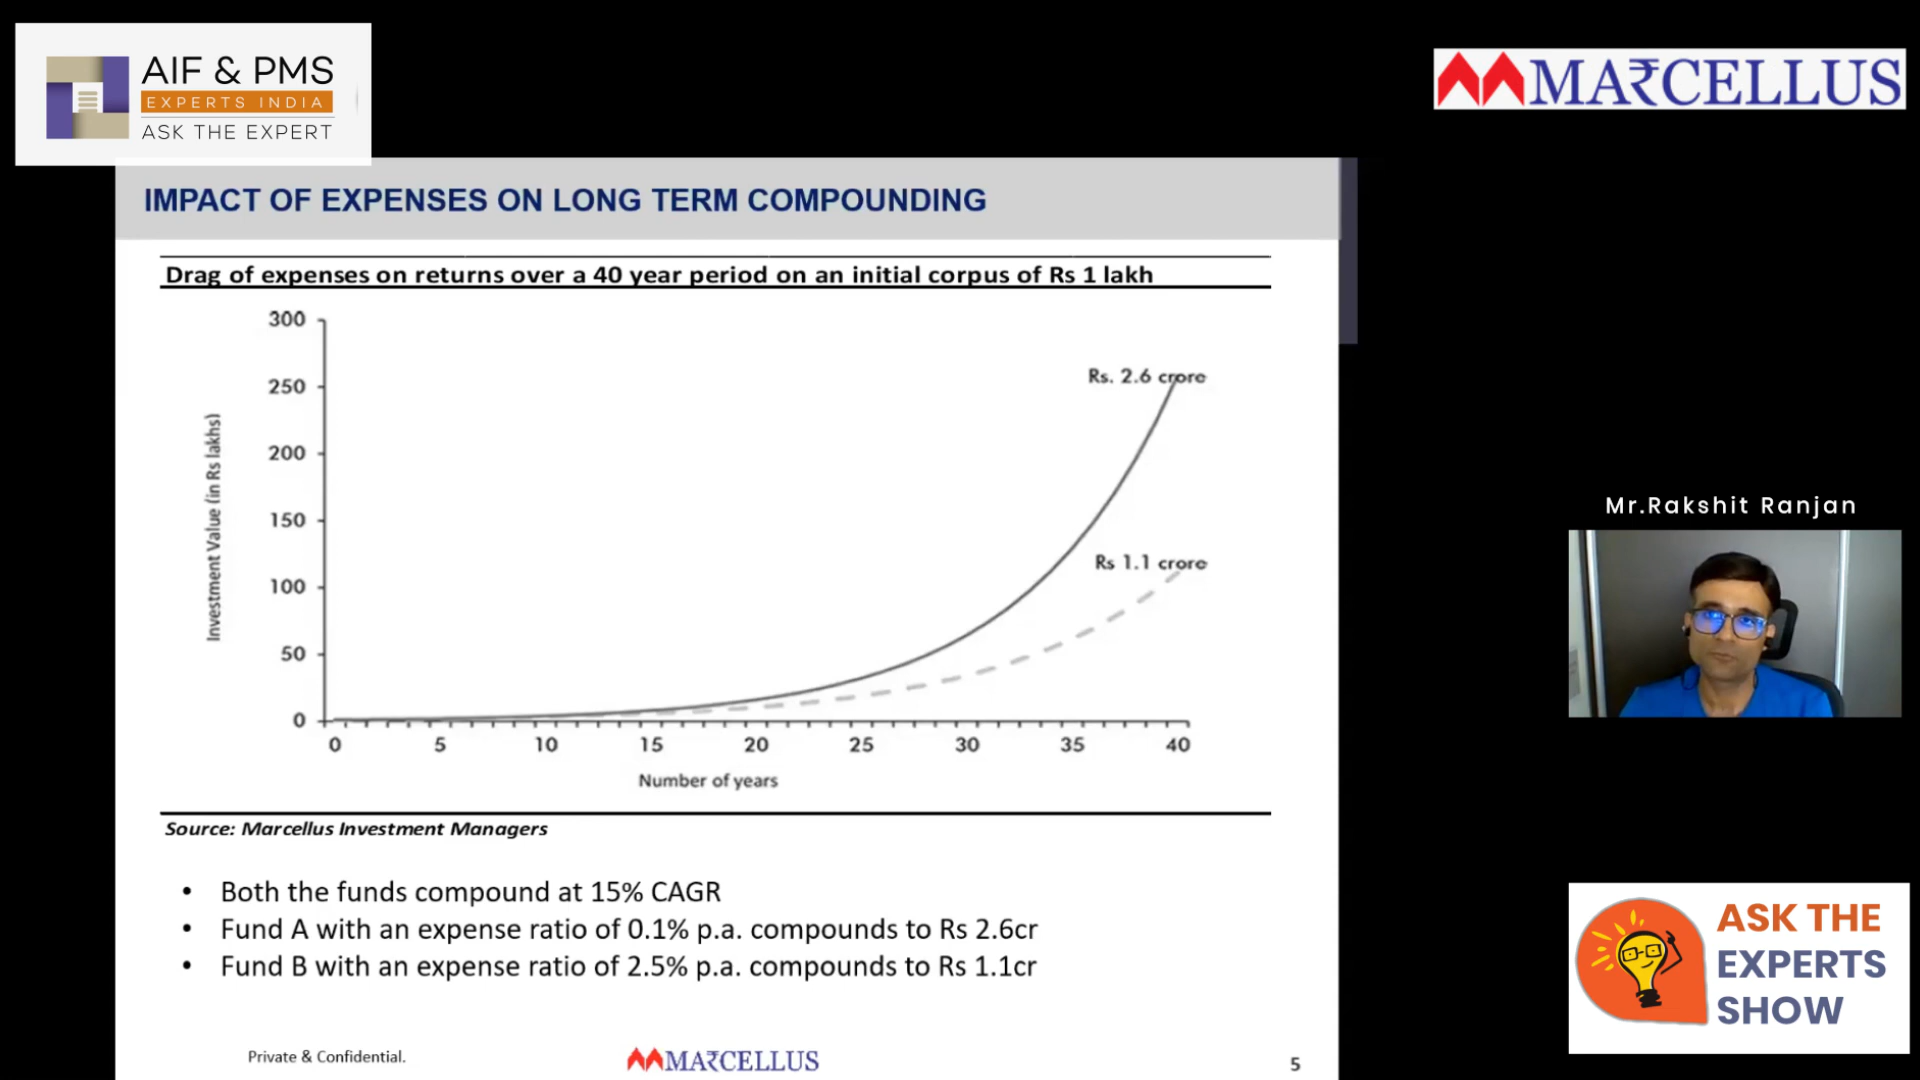 AIF & PMS
EXPERTS INDIA
ASK THE EXPERT
MA₹CELLUS
IMPACT OF EXPENSES ON LONG TERM COMPOUNDING
Drag of expenses on returns over a 40 year period on an initial corpus of Rs 1 lakh
300
250
200
150
100
50
0
Investment Value (in Rs lakhs)
Rs. 2.6 crore
Rs 1.1 crore
0 5 10 15 20 25 30 35 40
Number of years
Source: Marcellus Investment Managers
• Both the funds compound at 15% CAGR
• Fund A with an expense ratio of 0.1% p.a. compounds to Rs 2.6cr
• Fund B with an expense ratio of 2.5% p.a. compounds to Rs 1.1cr
Private & Confidential.
MA₹CELLUS
5
Mr.Rakshit Ranjan
ASK THE
EXPERTS
SHOW